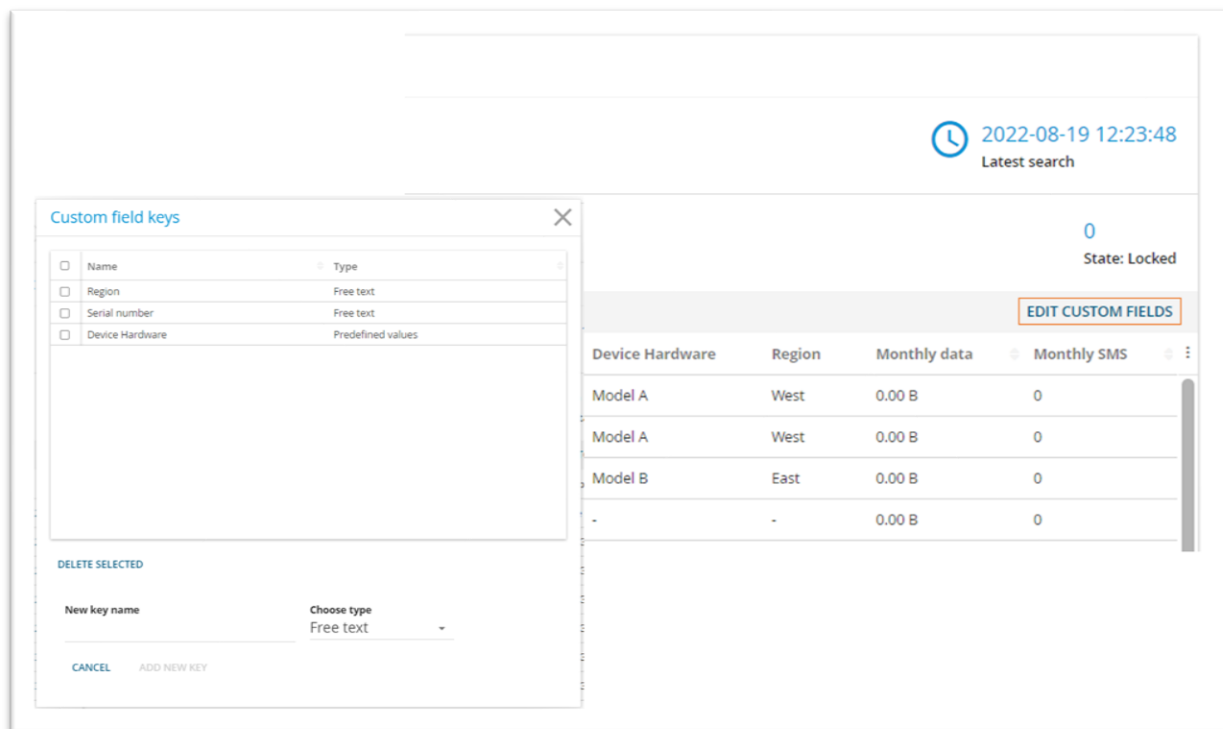 2022-08-19 12:23:48
Latest search
0
State: Locked
EDIT CUSTOM FIELDS
Device Hardware Region Monthly data Monthly SMS
Model A West 0.00 B 0
Model A West 0.00 B 0
Model B East 0.00 B 0
- - 0.00 B 0
Custom field keys
Name Type
Region Free text
Serial number Free text
Device Hardware Predefined values
DELETE SELECTED
New key name Choose type
Free text
CANCEL ADD NEW KEY